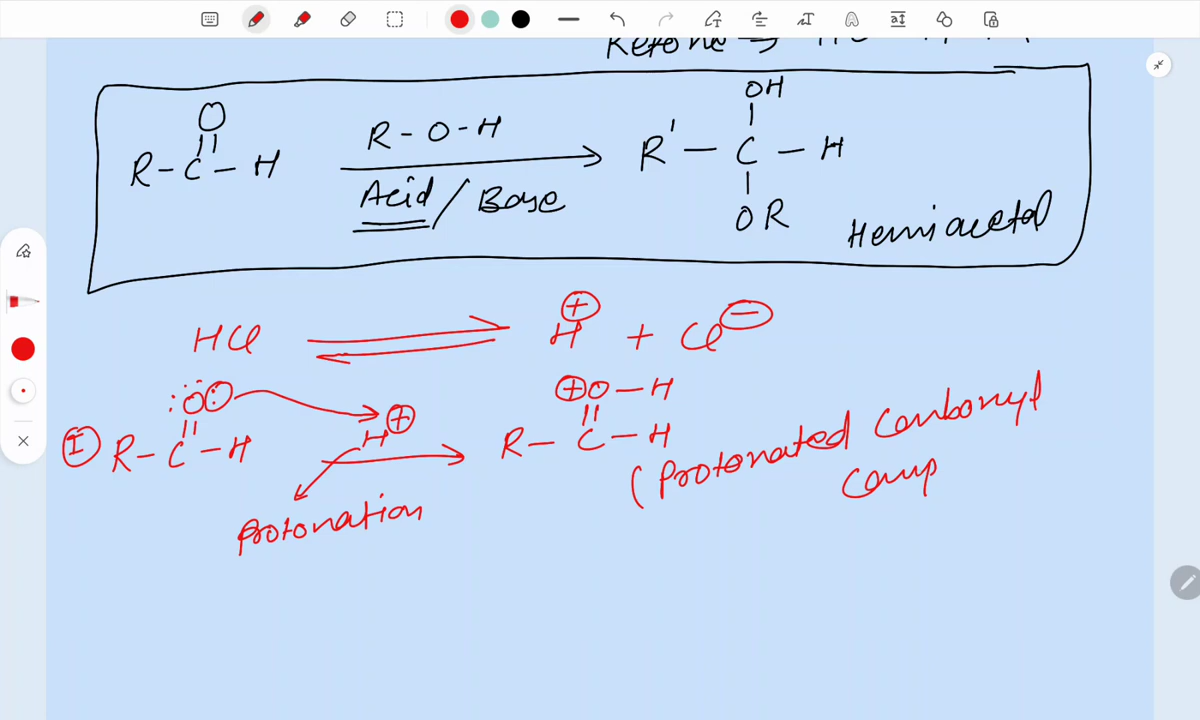 Ketone →
O
||
R-C-H
R-O-H
Acid/Base
OH
|
R' - C - H
|
OR
Hemiacetal
HCl ⇌ H⊕ + Cl⊖
I
:Ö:
||
R-C-H
H⊕
protonation
⊕O-H
||
R-C-H
(Protonated carbonyl
comp